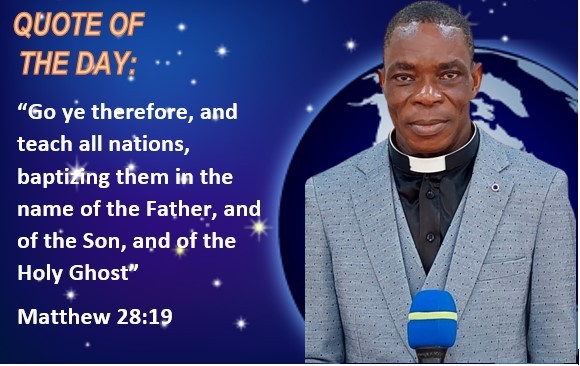 QUOTE OF
THE DAY:
“Go ye therefore, and
teach all nations,
baptizing them in the
name of the Father, and
of the Son, and of the
Holy Ghost”
Matthew 28:19